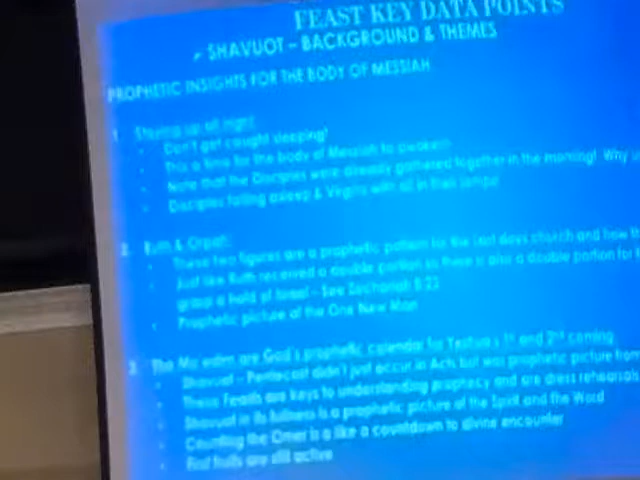 FEAST KEY DATA POINTS
SHAVUOT – BACKGROUND & THEMES
PROPHETIC INSIGHTS FOR THE BODY OF MESSIAH
1. Staying up all night
Don't get caught sleeping!
This a time for the body of Messiah to awaken
Note that the Disciples were already gathered together in the morning! Why
Disciples falling asleep & Virgins with oil in their lamps
2. Ruth & Orpah:
These two figures are a prophetic pattern for the last days church and how
Just like Ruth received a double portion so there is also a double portion for
grasp a hold of Israel – See Zechariah 8:23
Prophetic picture of the One New Man
3. The Mo'edim are God's prophetic calendar for Yeshua's 1st and 2nd coming
Shavuot – Pentecost didn't just occur in Acts but was prophetic picture from
These Feasts are keys to understanding prophecy and are dress rehearsals
Shavuot in its fullness is a prophetic picture of the Spirit and the Word
Counting the Omer is a like a countdown to divine encounter
First fruits are still active